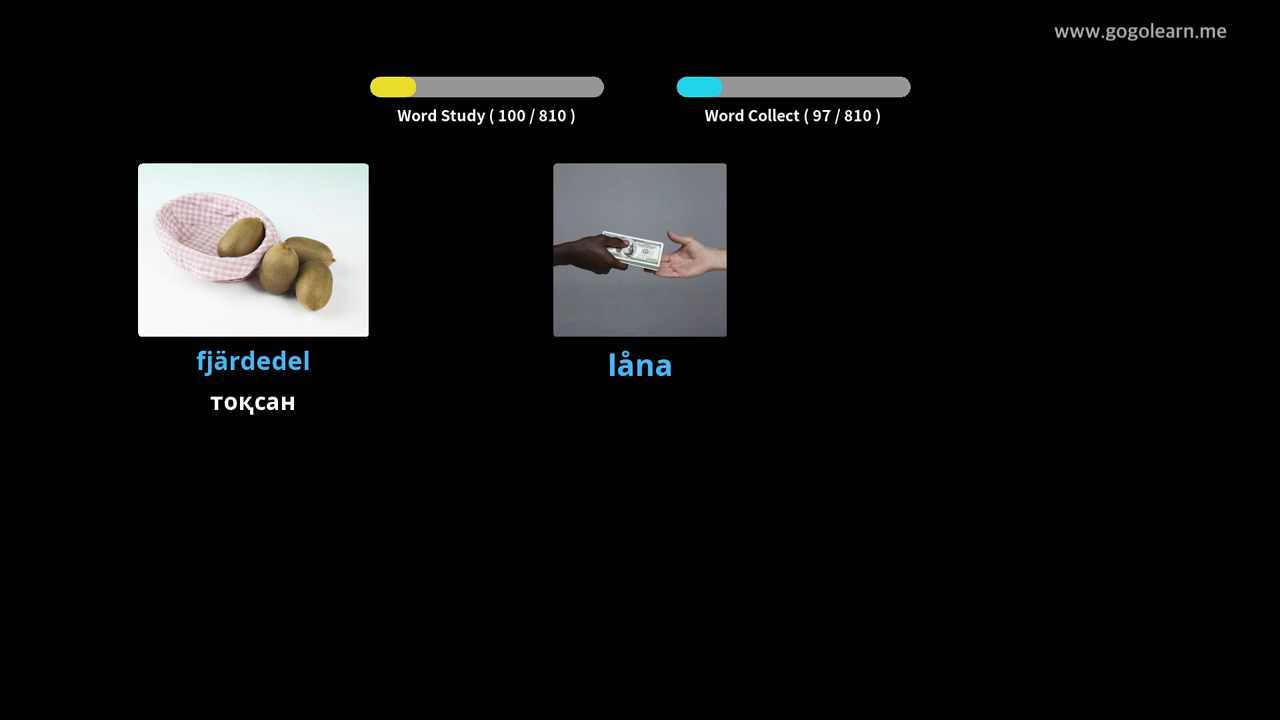 www.gogolearn.me
Word Study ( 100 / 810 )
Word Collect ( 97 / 810 )
fjärdedel
тоқсан
låna